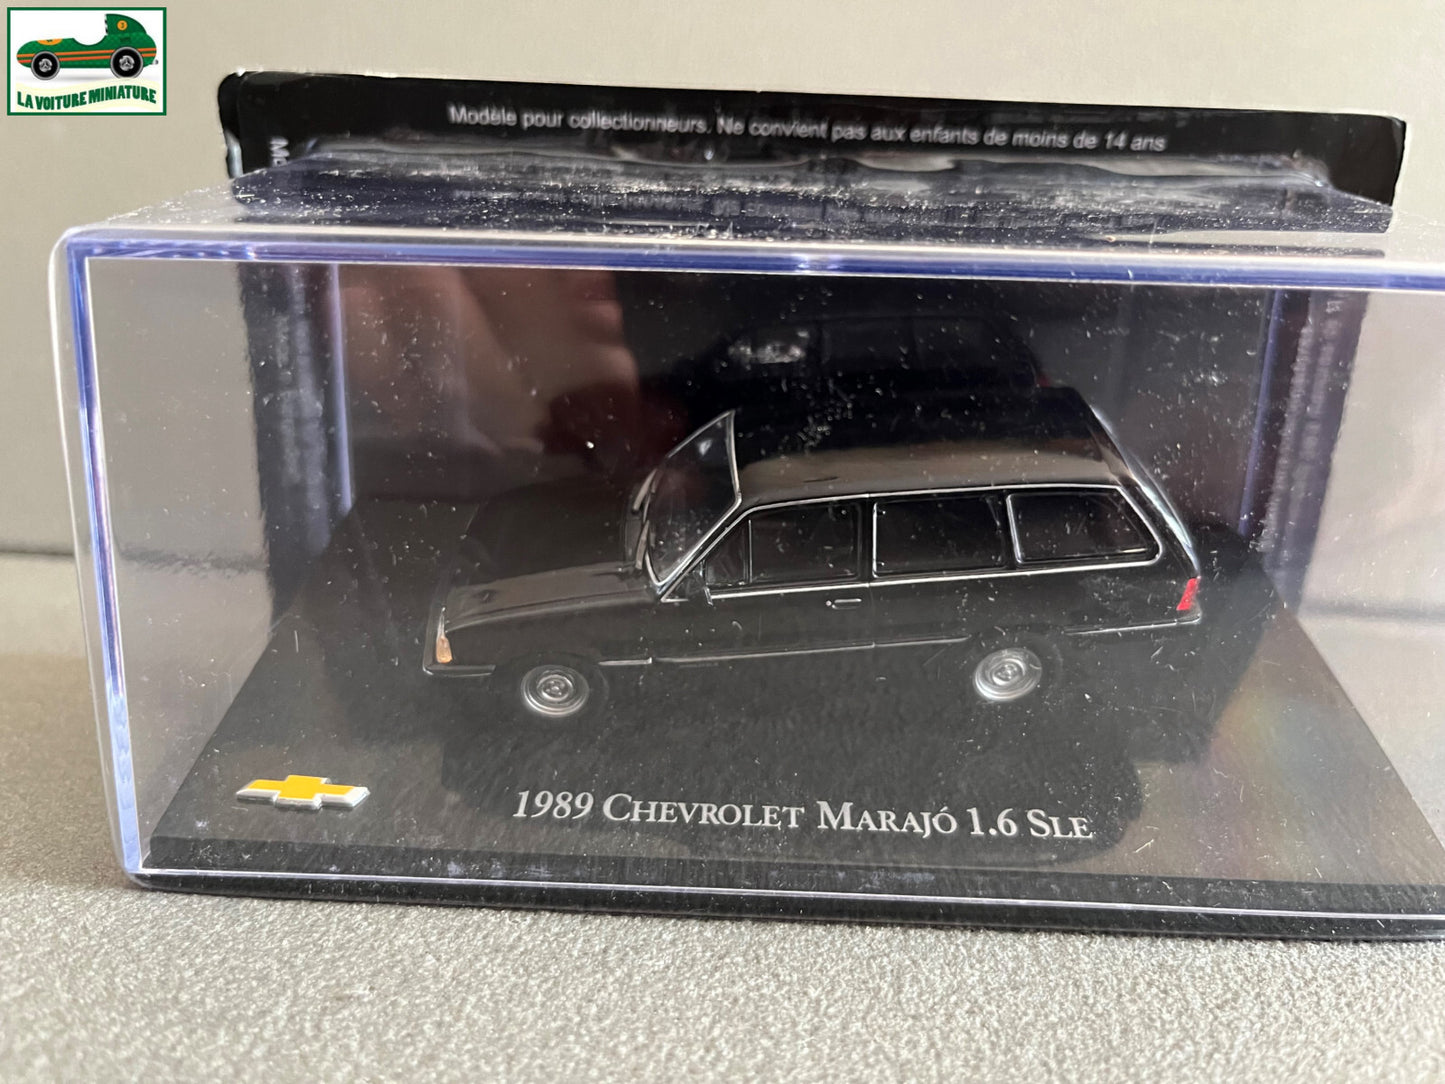 3
LA VOITURE MINIATURE
Modèle pour collectionneurs. Ne convient pas aux enfants de moins de 14 ans
1989 CHEVROLET MARAJÓ 1.6 SLE